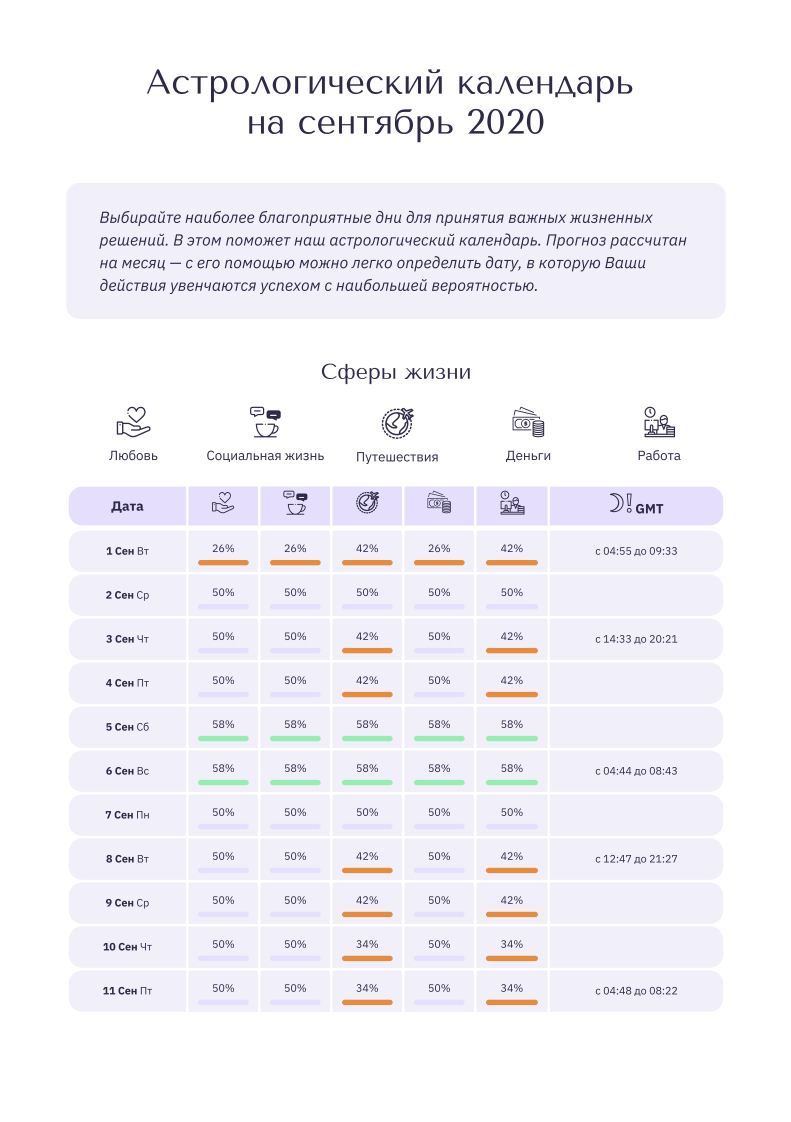 Астрологический календарь
на сентябрь 2020
Выбирайте наиболее благоприятные дни для принятия важных жизненных
решений. В этом поможет наш астрологический календарь. Прогноз рассчитан
на месяц — с его помощью можно легко определить дату, в которую Ваши
действия увенчаются успехом с наибольшей вероятностью.
Сферы жизни
Любовь Социальная жизнь Путешествия Деньги Работа
Дата GMT
1 Сен Вт 26% 26% 42% 26% 42% с 04:55 до 09:33
2 Сен Ср 50% 50% 50% 50% 50%
3 Сен Чт 50% 50% 42% 50% 42% с 14:33 до 20:21
4 Сен Пт 50% 50% 42% 50% 42%
5 Сен Сб 58% 58% 58% 58% 58%
6 Сен Вс 58% 58% 58% 58% 58% с 04:44 до 08:43
7 Сен Пн 50% 50% 50% 50% 50%
8 Сен Вт 50% 50% 42% 50% 42% с 12:47 до 21:27
9 Сен Ср 50% 50% 42% 50% 42%
10 Сен Чт 50% 50% 34% 50% 34%
11 Сен Пт 50% 50% 34% 50% 34% с 04:48 до 08:22